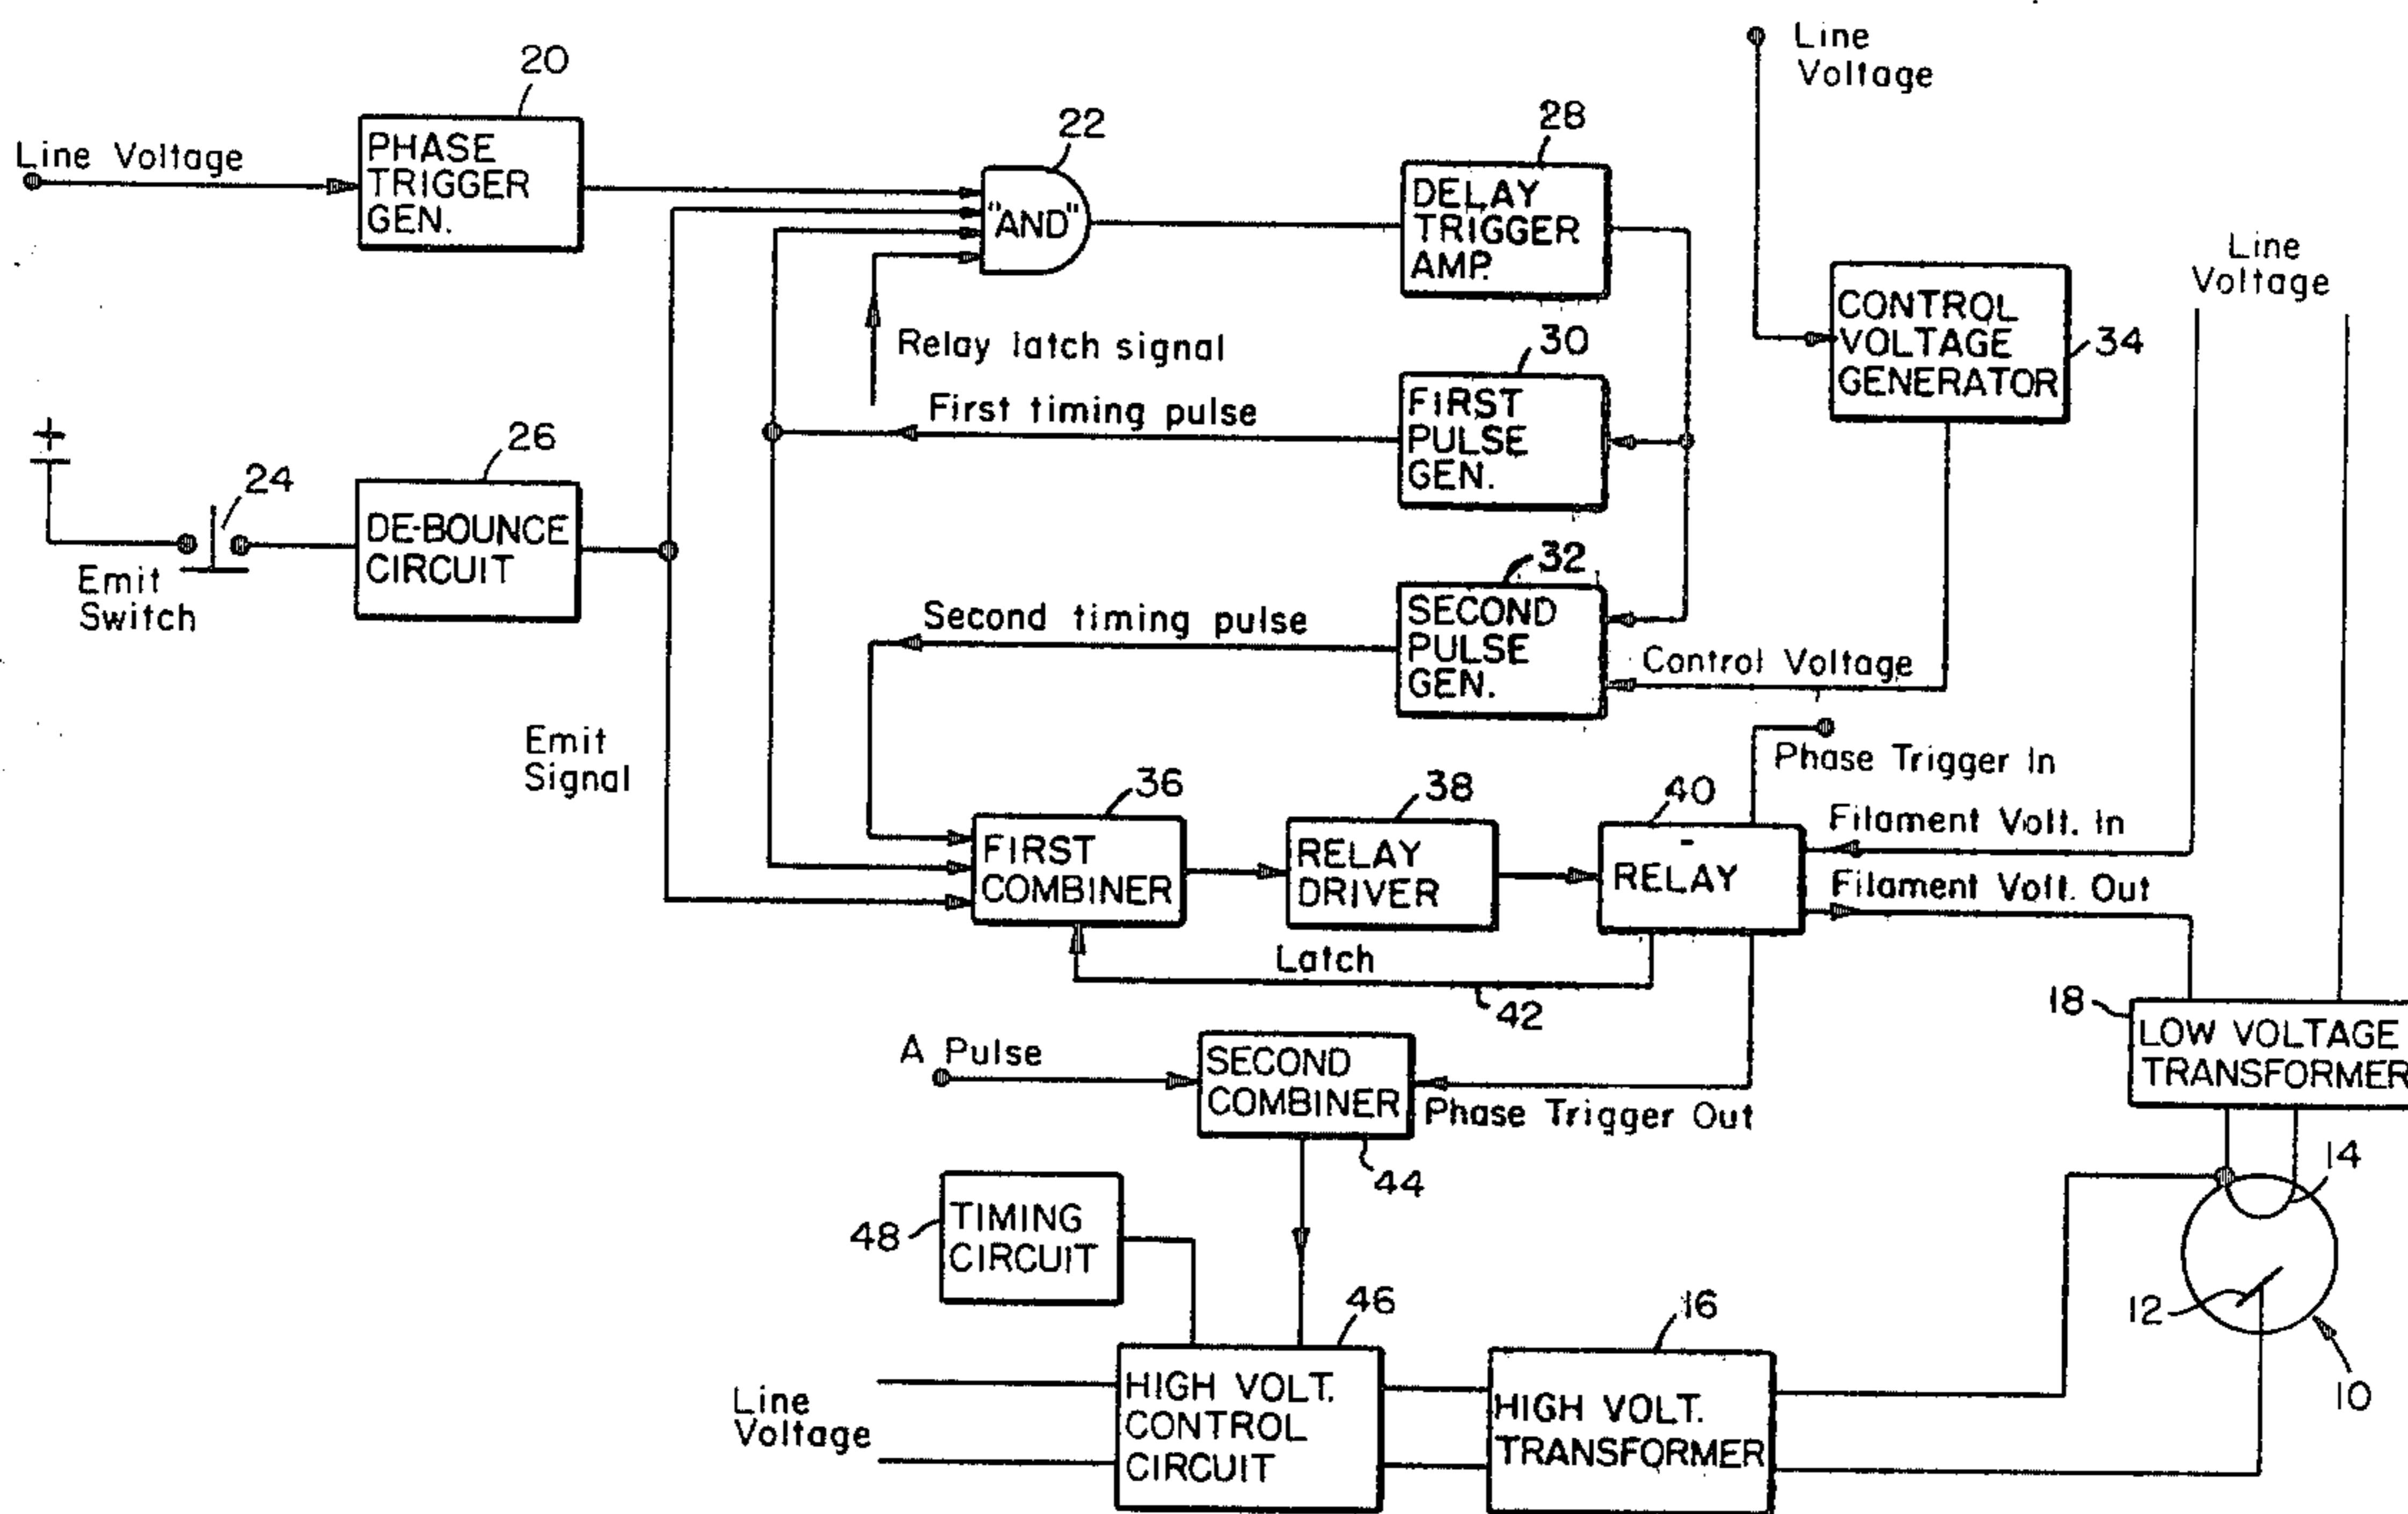 20
Line Voltage
PHASE
TRIGGER
GEN.
22
"AND"
28
DELAY
TRIGGER
AMP.
Line
Voltage
CONTROL
VOLTAGE
GENERATOR
34
Line
Voltage
Relay latch signal
30
First timing pulse
FIRST
PULSE
GEN.
+
24
26
DE-BOUNCE
CIRCUIT
Emit
Switch
32
Second timing pulse
SECOND
PULSE
GEN.
Control Voltage
Emit
Signal
Phase Trigger In
36
FIRST
COMBINER
38
RELAY
DRIVER
40
RELAY
Filament Volt. In
Filament Volt. Out
Latch
42
18
LOW VOLTAGE
TRANSFORMER
A Pulse
SECOND
COMBINER
Phase Trigger Out
44
14
48
TIMING
CIRCUIT
12
10
46
16
Line
Voltage
HIGH VOLT.
CONTROL
CIRCUIT
HIGH VOLT.
TRANSFORMER